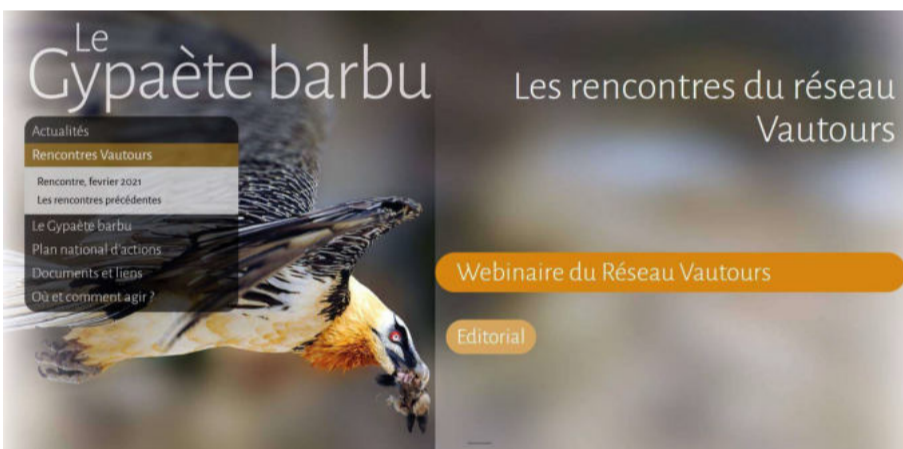 Le
Gypaète barbu
Actualités
Rencontres Vautours
Rencontre, fevrier 2021
Les rencontres précédentes
Le Gypaète barbu
Plan national d'actions
Documents et liens
Où et comment agir ?
Les rencontres du réseau
Vautours
Webinaire du Réseau Vautours
Editorial